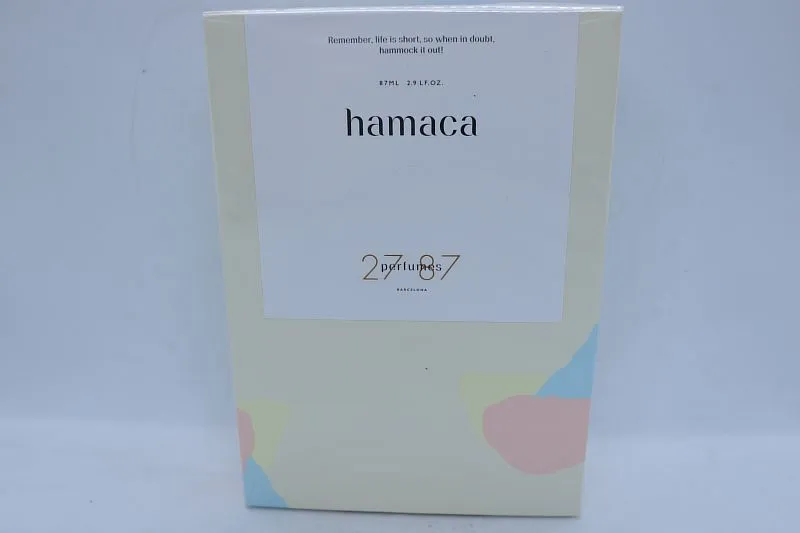 Remember, life is short, so when in doubt,
hammock it out!
87ML 2.9 LF.OZ.
hamaca
27 87
perfumes
BARCELONA